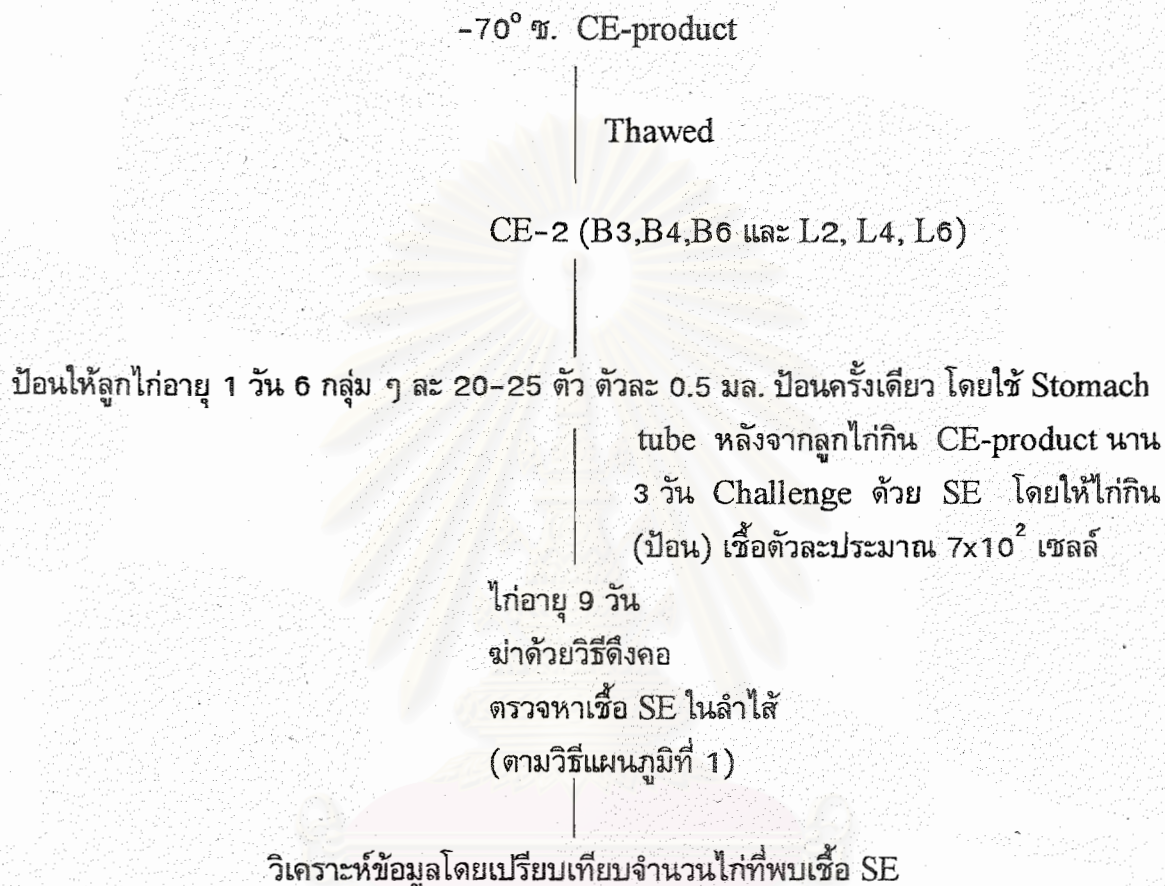 -70° ซ. CE-product
Thawed
CE-2 (B3,B4,B6 และ L2, L4, L6)
ป้อนให้ลูกไก่อายุ 1 วัน 6 กลุ่ม ๆ ละ 20-25 ตัว ตัวละ 0.5 มล. ป้อนครั้งเดียว โดยใช้ Stomach
tube หลังจากลูกไก่กิน CE-product นาน
3 วัน Challenge ด้วย SE โดยให้ไก่กิน
(ป้อน) เชื้อตัวละประมาณ 7x10² เซลล์
ไก่อายุ 9 วัน
ฆ่าด้วยวิธีดึงคอ
ตรวจหาเชื้อ SE ในลำไส้
(ตามวิธีแผนภูมิที่ 1)
วิเคราะห์ข้อมูลโดยเปรียบเทียบจำนวนไก่ที่พบเชื้อ SE